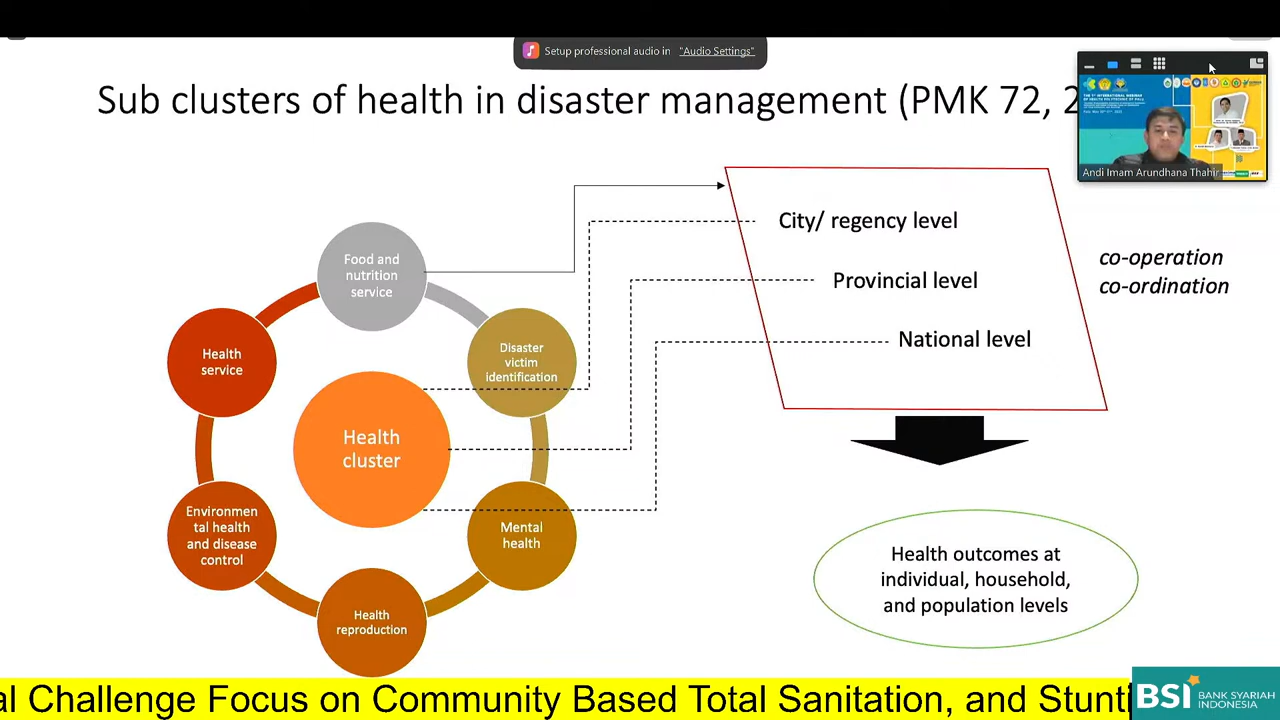 Setup professional audio in "Audio Settings"
Sub clusters of health in disaster management (PMK 72, 2
Andi Imam Arundhana Thahir
City/ regency level
Provincial level
National level
co-operation
co-ordination
Food and
nutrition
service
Health
service
Disaster
victim
identification
Health
cluster
Environmen
tal health
and disease
control
Mental
health
Health
reproduction
Health outcomes at
individual, household,
and population levels
al Challenge Focus on Community Based Total Sanitation, and Stunti
BSI BANK SYARIAH
INDONESIA